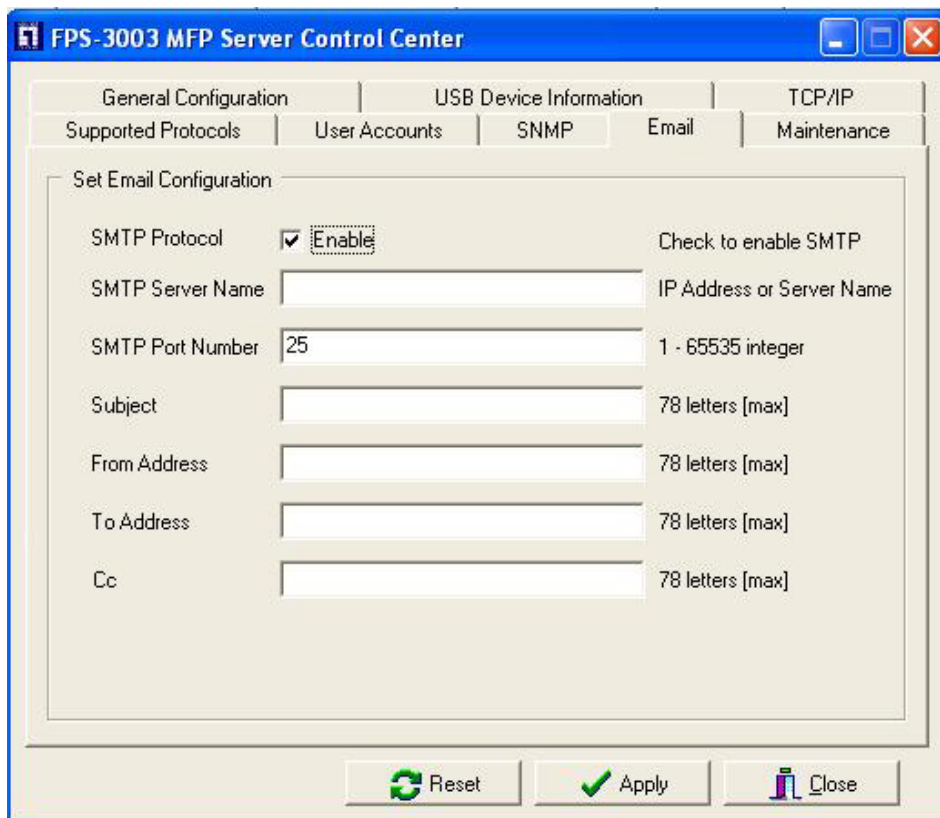 FPS-3003 MFP Server Control Center
General Configuration USB Device Information TCP/IP
Supported Protocols User Accounts SNMP Email Maintenance
Set Email Configuration
SMTP Protocol Enable Check to enable SMTP
SMTP Server Name IP Address or Server Name
SMTP Port Number 25 1 - 65535 integer
Subject 78 letters [max]
From Address 78 letters [max]
To Address 78 letters [max]
Cc 78 letters [max]
Reset Apply Close